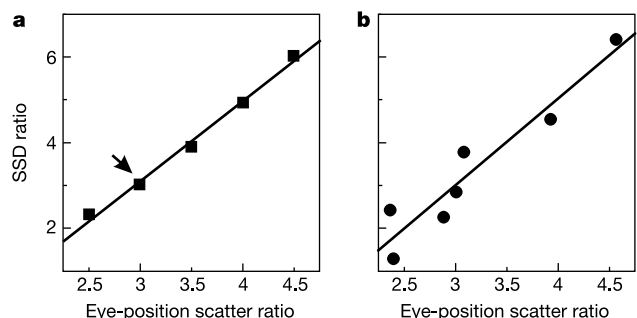 a
SSD ratio
6
4
2
2.5 3 3.5 4 4.5
Eye-position scatter ratio
b
2.5 3 3.5 4 4.5
Eye-position scatter ratio